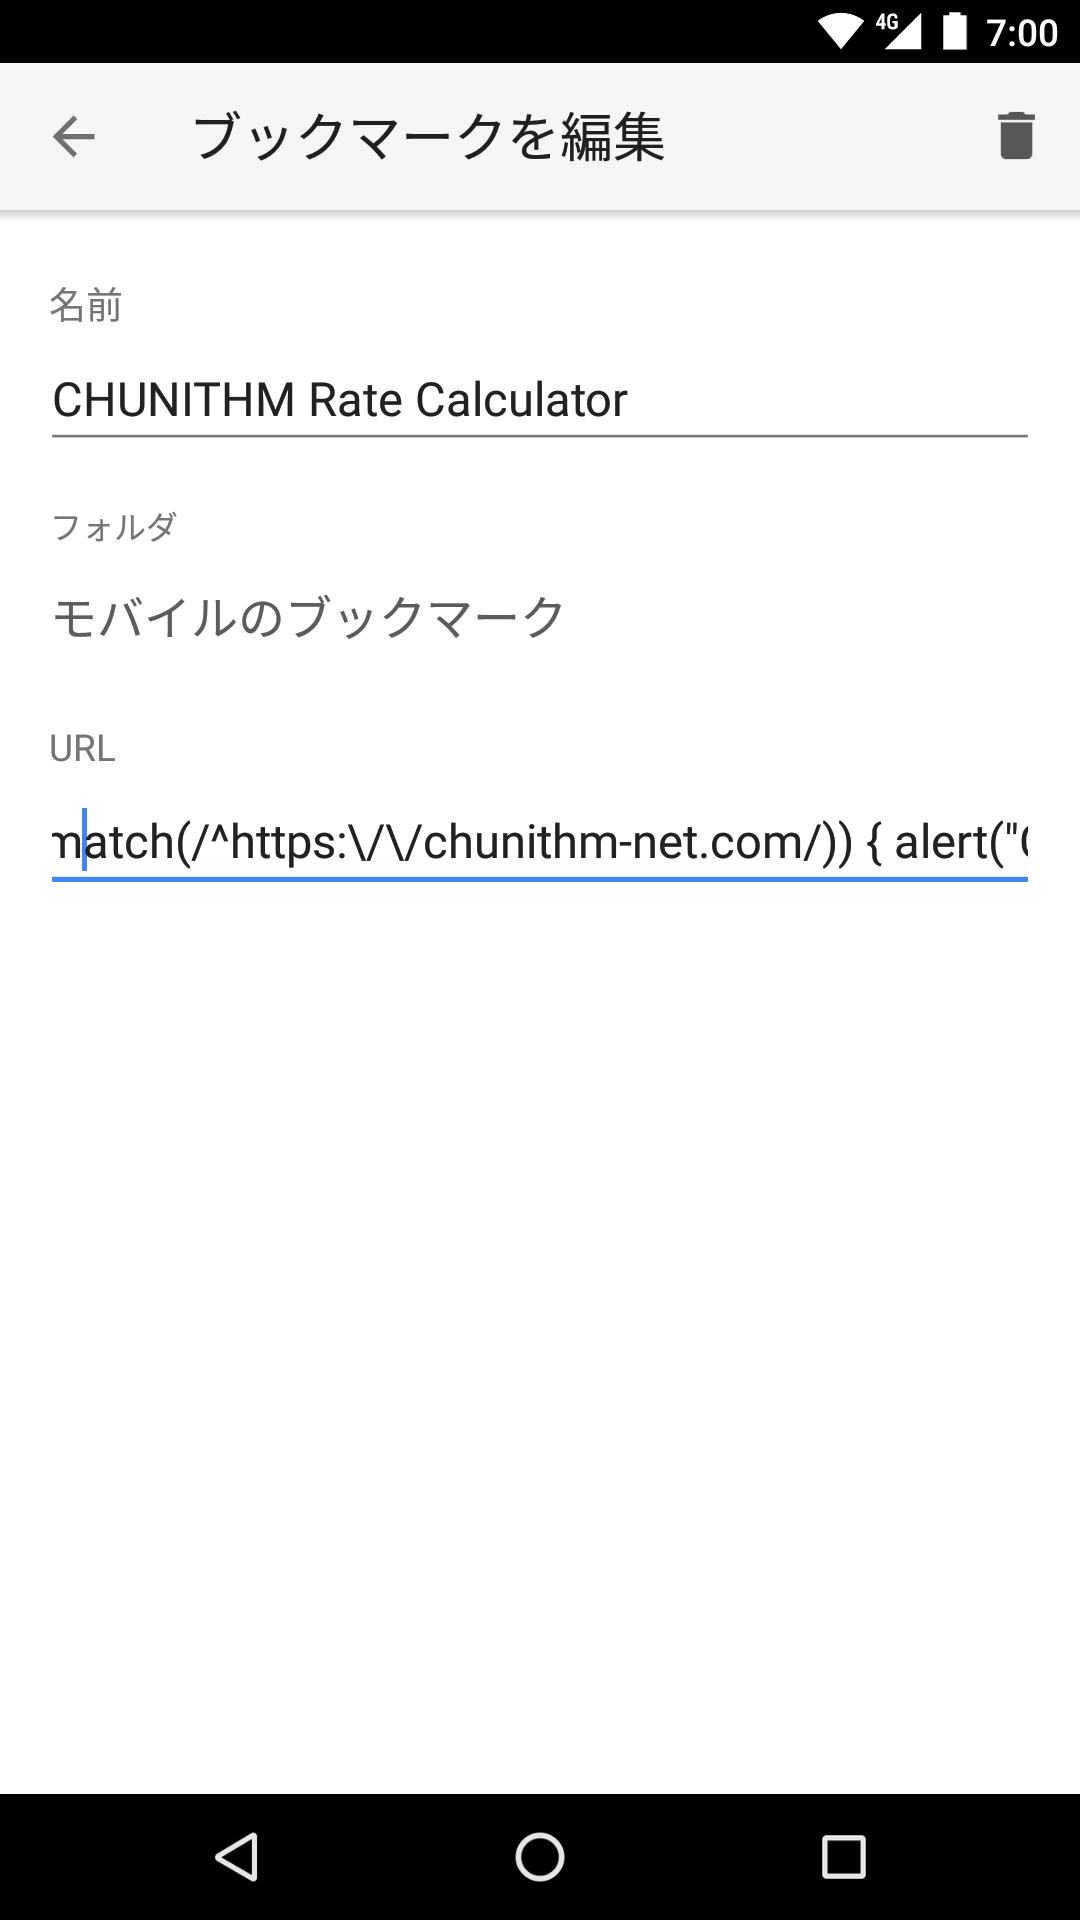 4G 7:00
ブックマークを編集
名前
CHUNITHM Rate Calculator
フォルダ
モバイルのブックマーク
URL
match(/^https:\/\/chunithm-net.com/)) { alert("